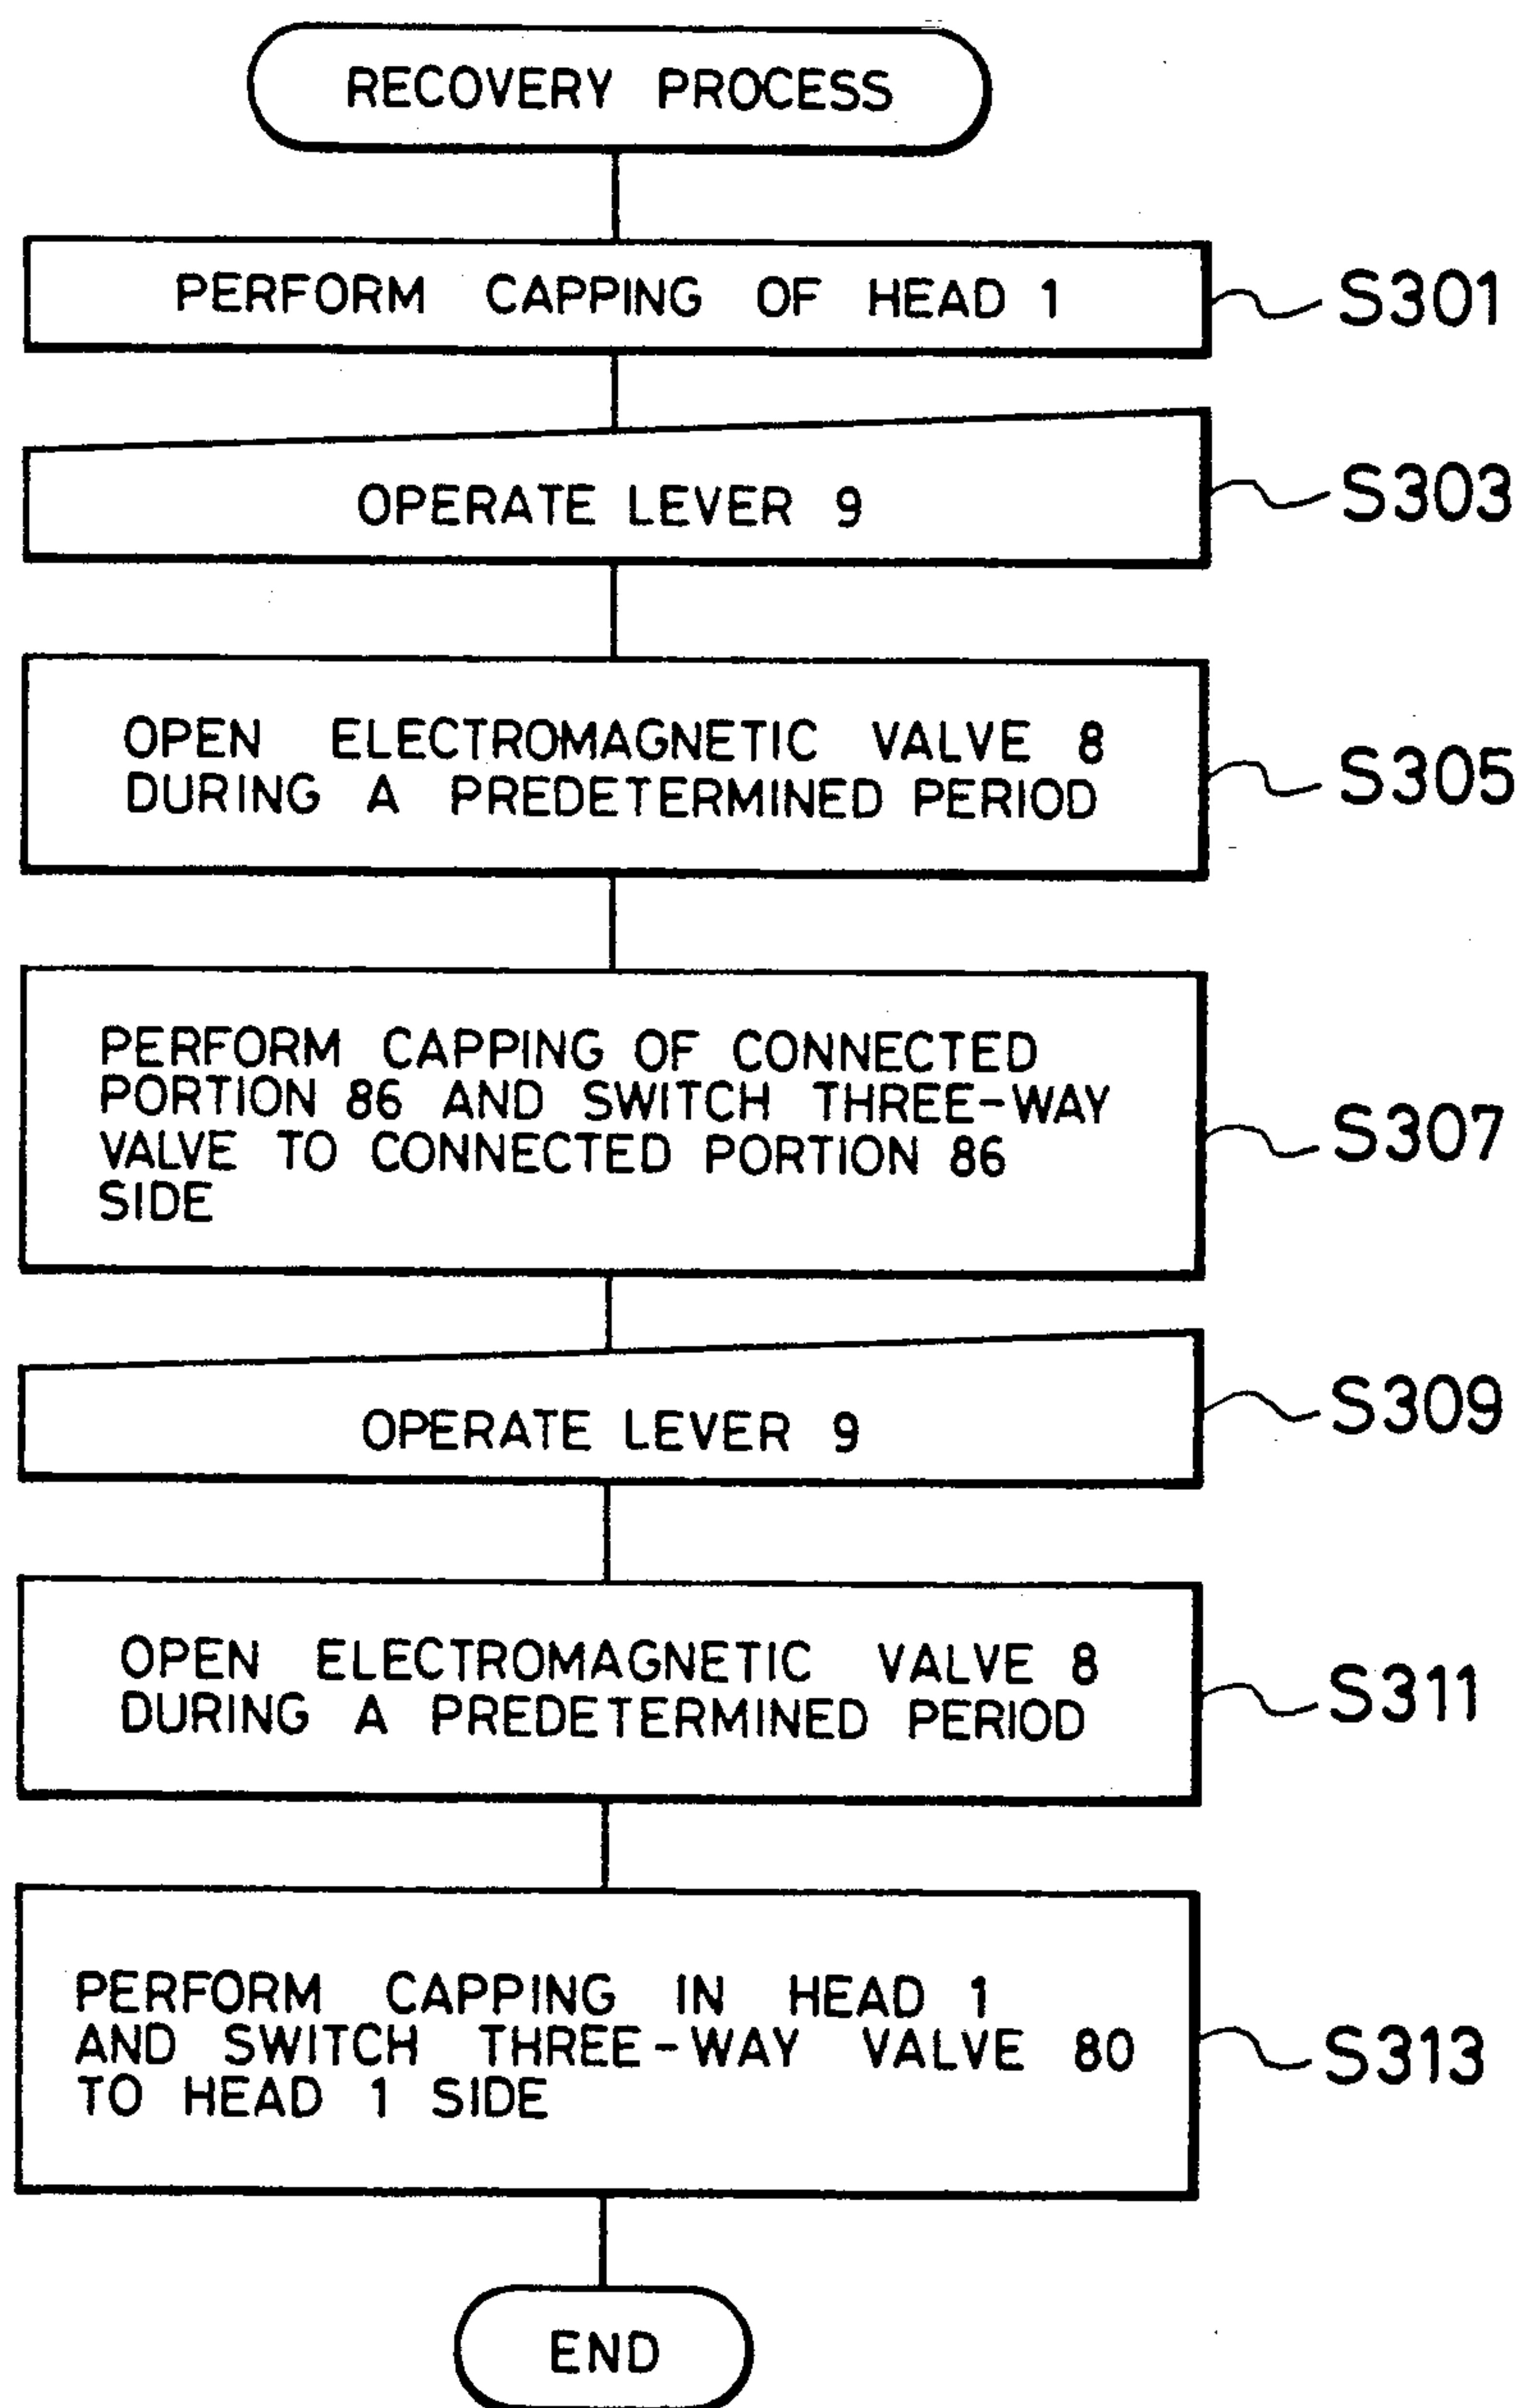 RECOVERY PROCESS
PERFORM CAPPING OF HEAD 1
S301
OPERATE LEVER 9
S303
OPEN ELECTROMAGNETIC VALVE 8
DURING A PREDETERMINED PERIOD
S305
PERFORM CAPPING OF CONNECTED
PORTION 86 AND SWITCH THREE-WAY
VALVE TO CONNECTED PORTION 86
SIDE
S307
OPERATE LEVER 9
S309
OPEN ELECTROMAGNETIC VALVE 8
DURING A PREDETERMINED PERIOD
S311
PERFORM CAPPING IN HEAD 1
AND SWITCH THREE-WAY VALVE 80
TO HEAD 1 SIDE
S313
END